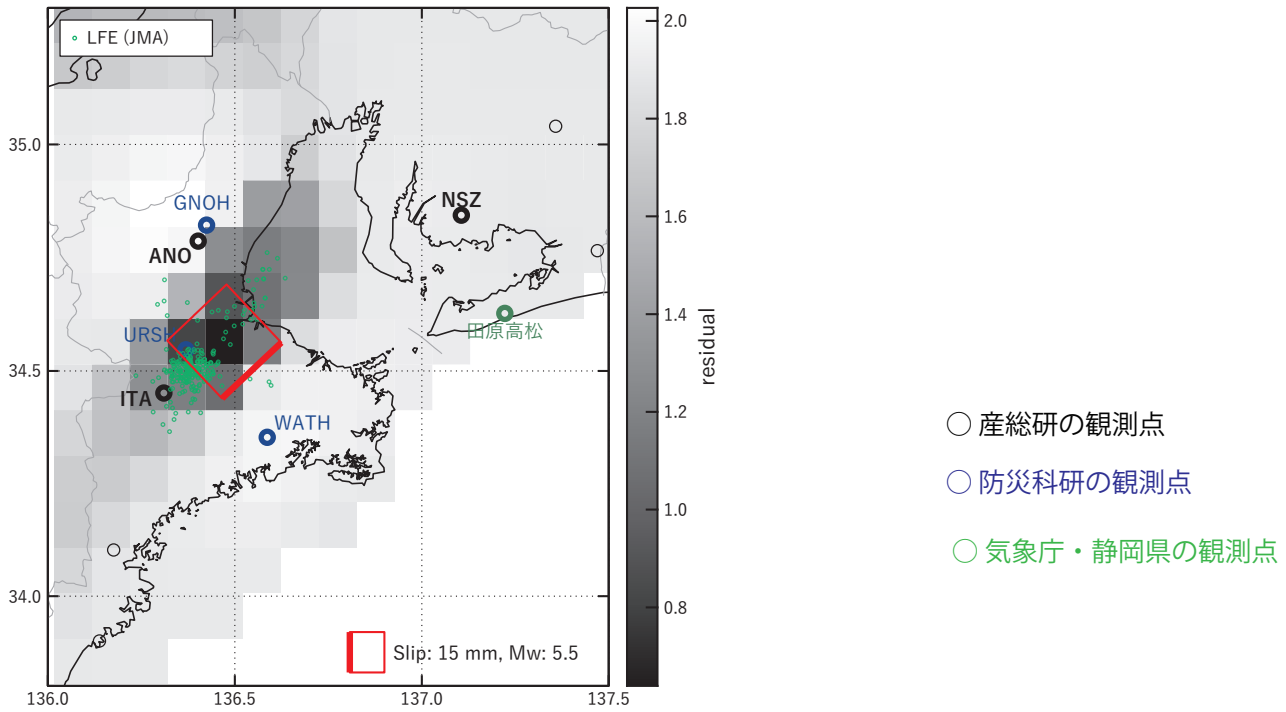 LFE (JMA)
2.0
1.8
1.6
1.4
1.2
1.0
0.8
residual
35.0
34.5
34.0
136.0
136.5
137.0
137.5
GNOH
ANO
NSZ
田原高松
URSH
ITA
WATH
Slip: 15 mm, Mw: 5.5
産総研の観測点
防災科研の観測点
気象庁・静岡県の観測点